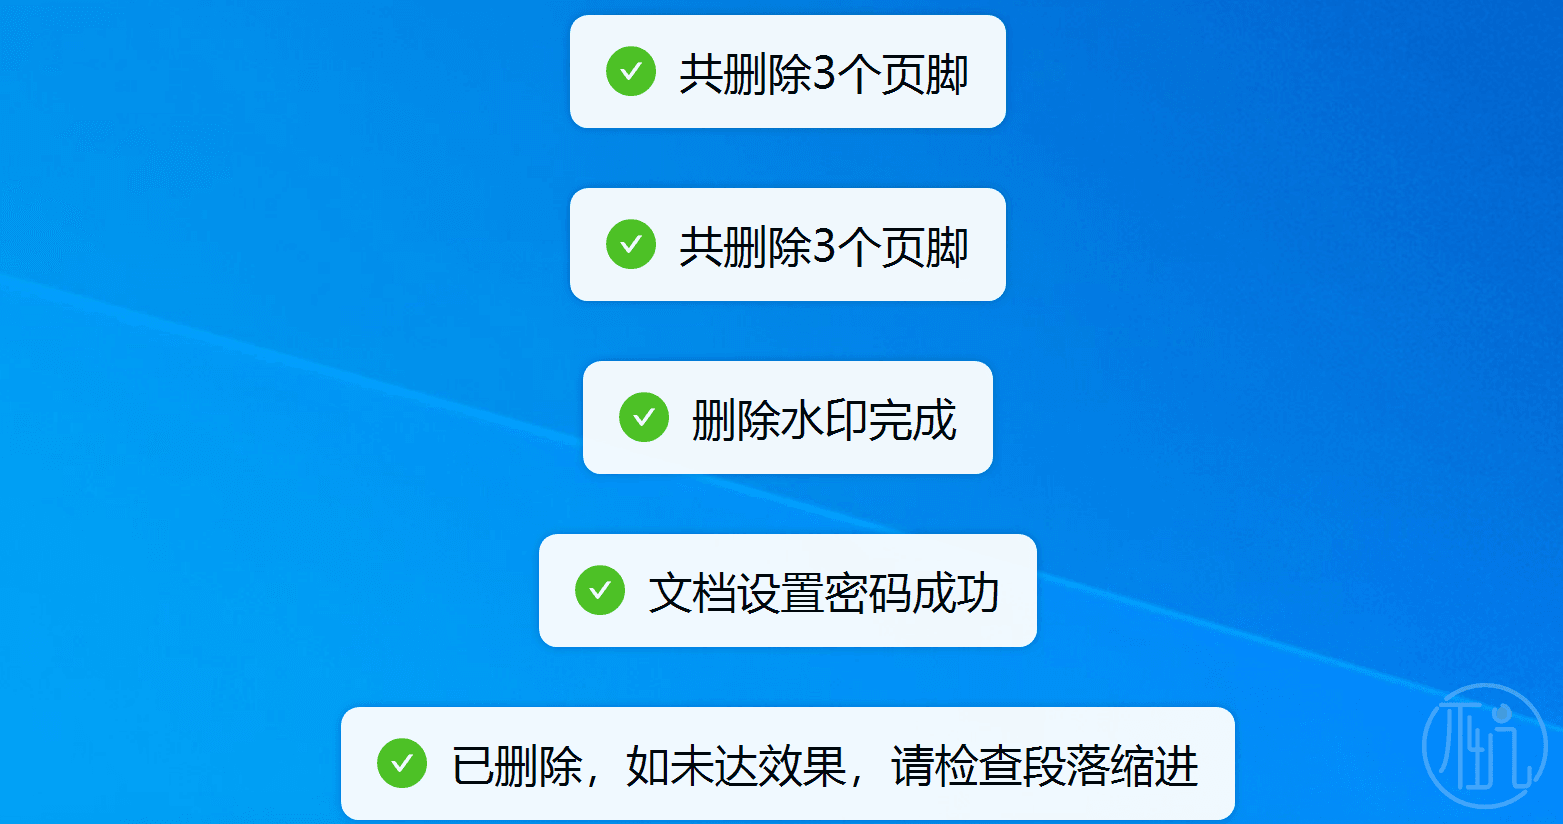 共删除3个页脚
共删除3个页脚
删除水印完成
文档设置密码成功
已删除，如未达效果，请检查段落缩进